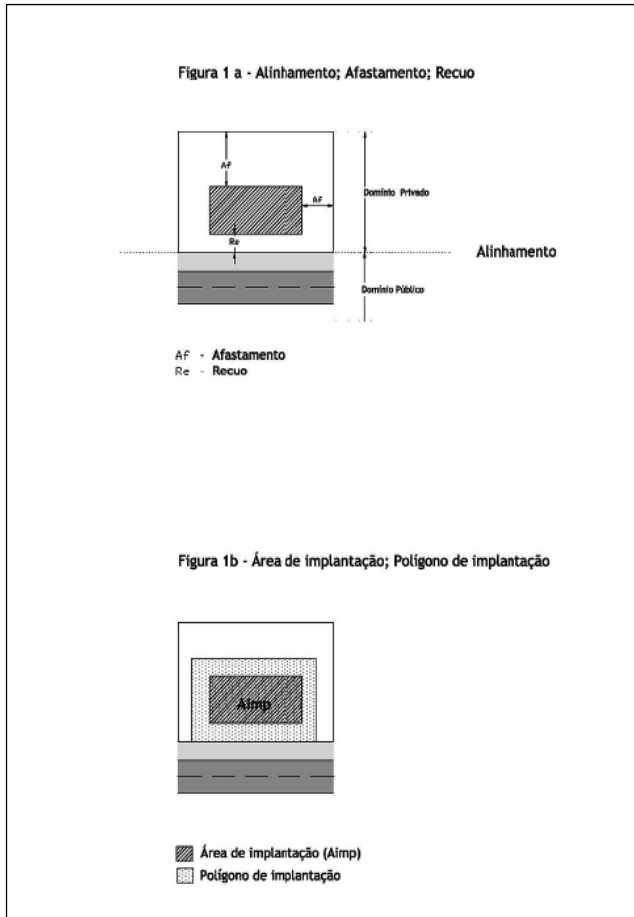 Figura 1 a - Alinhamento; Afastamento; Recuo
Af
Domínio Privado
Af
Re
Alinhamento
Domínio Público
Af - Afastamento
Re - Recuo
Figura 1b - Área de implantação; Polígono de implantação
Aimp
Área de implantação (Aimp)
Polígono de implantação